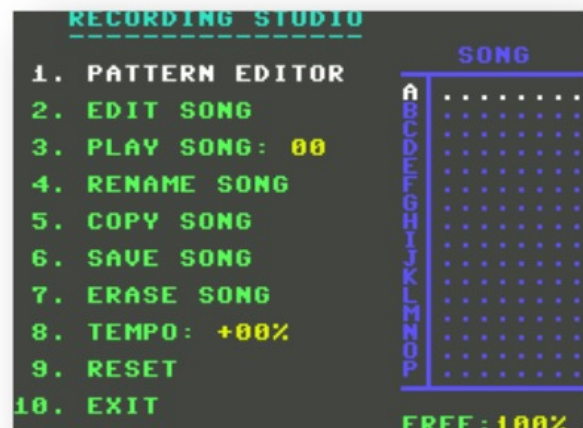 RECORDING STUDIO
1. PATTERN EDITOR
2. EDIT SONG
3. PLAY SONG: 00
4. RENAME SONG
5. COPY SONG
6. SAVE SONG
7. ERASE SONG
8. TEMPO: +00%
9. RESET
10. EXIT
SONG
A ........
B ........
C ........
D ........
E ........
F ........
G ........
H ........
I ........
J ........
K ........
L ........
M ........
N ........
O ........
P ........
FREE:100%